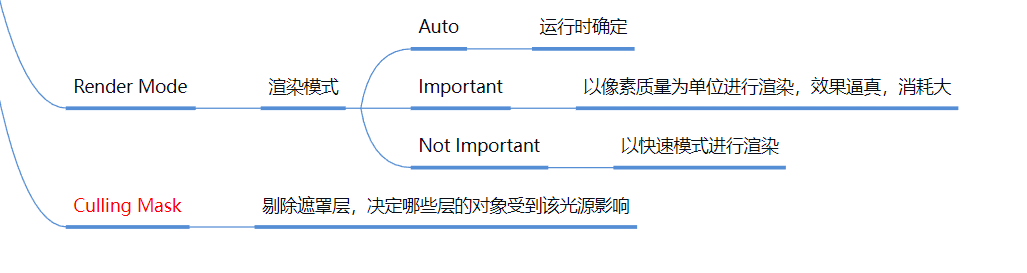 Auto 运行时确定
Render Mode 渲染模式 Important 以像素质量为单位进行渲染，效果逼真，消耗大
Not Important 以快速模式进行渲染
Culling Mask 剔除遮罩层，决定哪些层的对象受到该光源影响